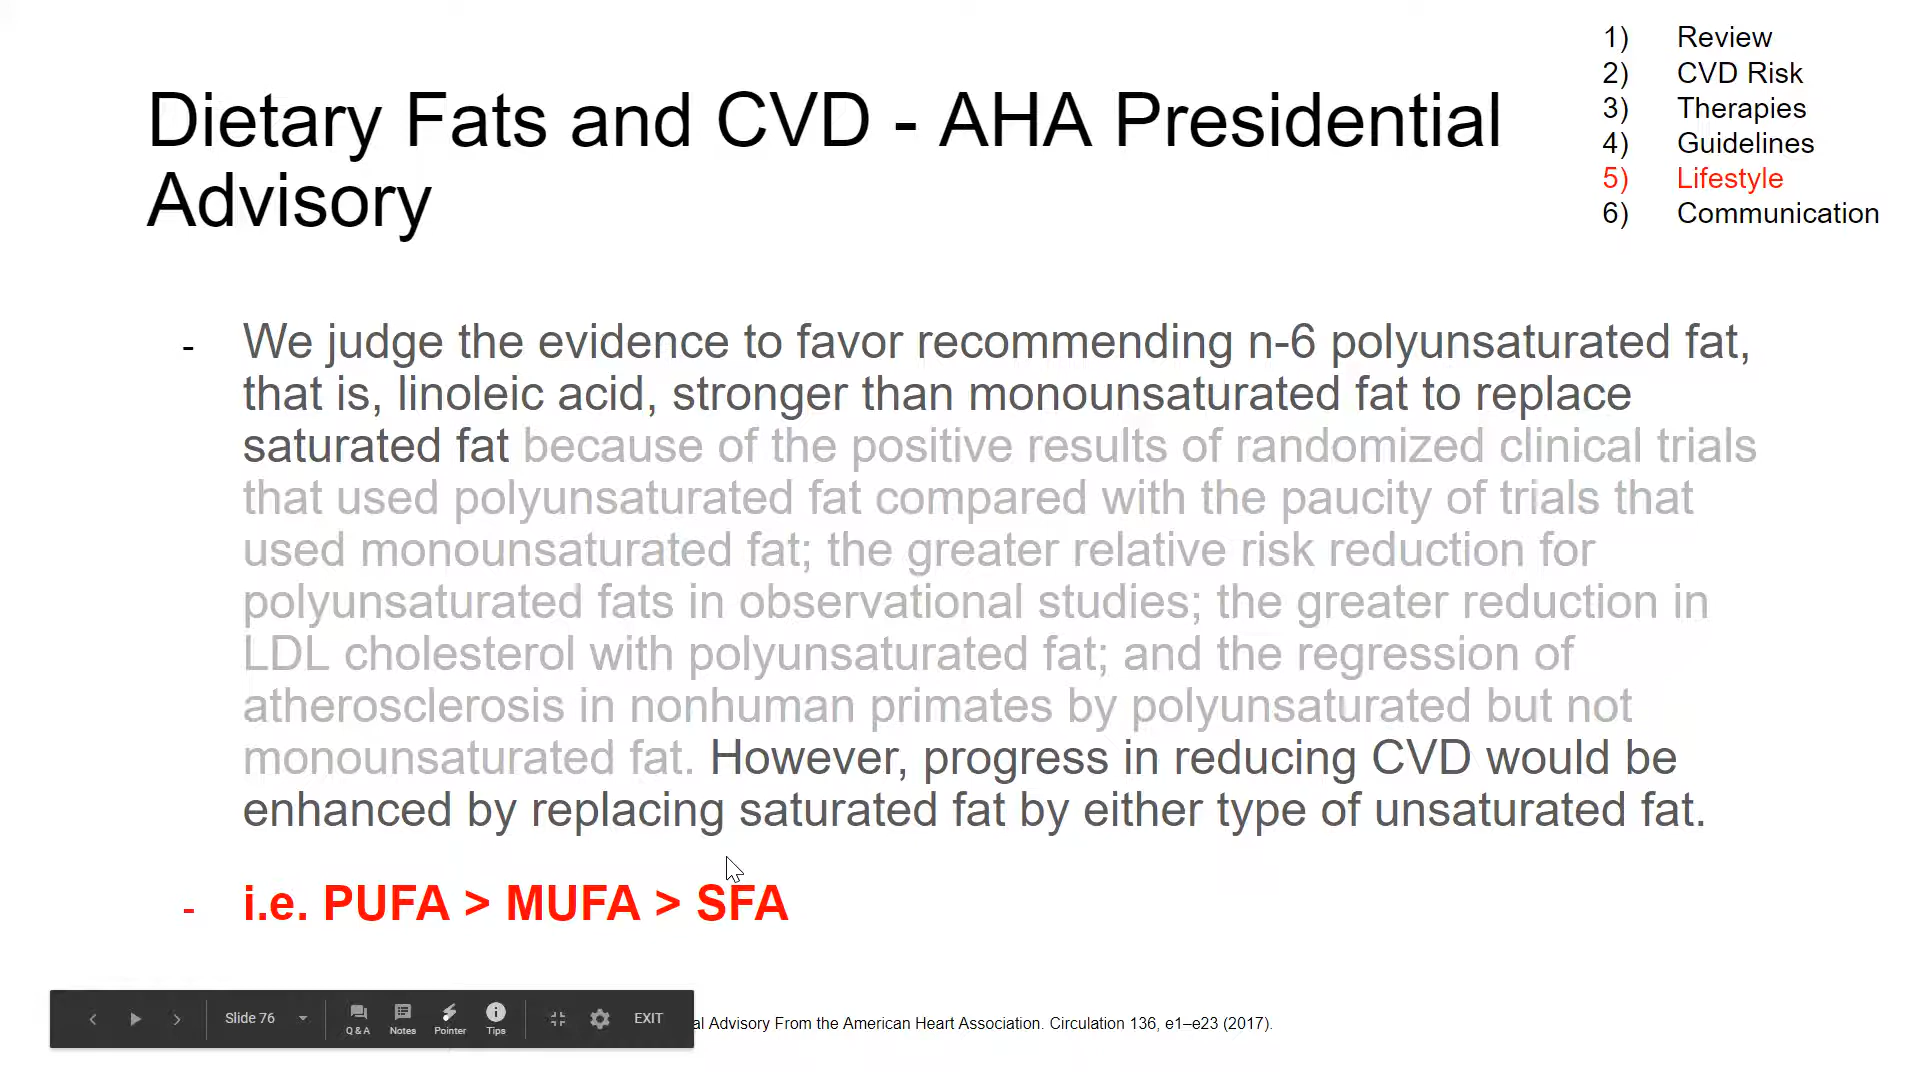 1) Review
2) CVD Risk
3) Therapies
4) Guidelines
5) Lifestyle
6) Communication
Dietary Fats and CVD - AHA Presidential
Advisory
- We judge the evidence to favor recommending n-6 polyunsaturated fat,
that is, linoleic acid, stronger than monounsaturated fat to replace
saturated fat because of the positive results of randomized clinical trials
that used polyunsaturated fat compared with the paucity of trials that
used monounsaturated fat; the greater relative risk reduction for
polyunsaturated fats in observational studies; the greater reduction in
LDL cholesterol with polyunsaturated fat; and the regression of
atherosclerosis in nonhuman primates by polyunsaturated but not
monounsaturated fat. However, progress in reducing CVD would be
enhanced by replacing saturated fat by either type of unsaturated fat.
- i.e. PUFA > MUFA > SFA
Slide 76 Q & A Notes Pointer Tips EXIT
al Advisory From the American Heart Association. Circulation 136, e1–e23 (2017).